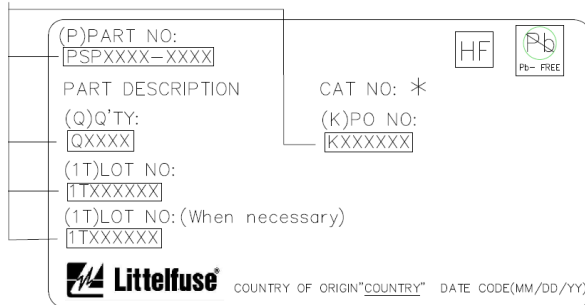 (P)PART NO:
PSPXXXX-XXXX
HF
Pb
Pb- FREE
PART DESCRIPTION
CAT NO: *
(Q)Q'TY:
QXXXX
(K)PO NO:
KXXXXXX
(1T)LOT NO:
1TXXXXXX
(1T)LOT NO:(When necessary)
1TXXXXXX
Littelfuse® COUNTRY OF ORIGIN"COUNTRY" DATE CODE(MM/DD/YY)